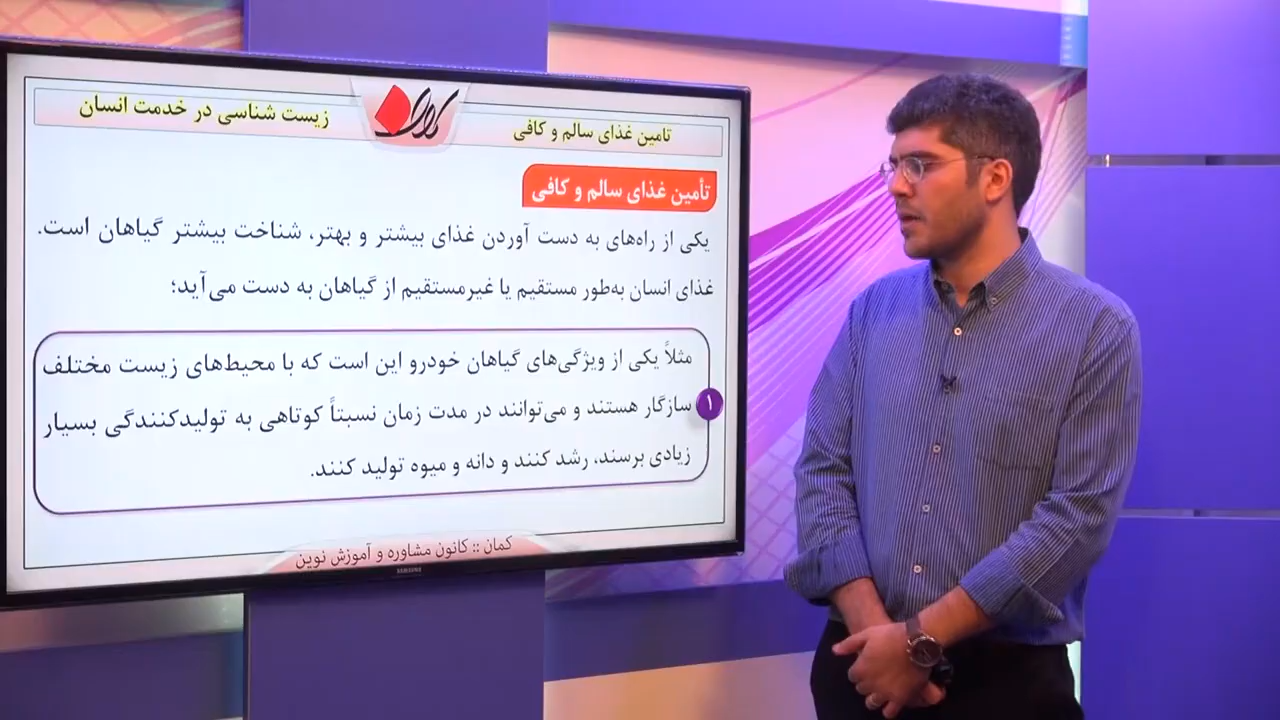 تامین غذای سالم و کافی
زیست شناسی در خدمت انسان
کمان
تأمین غذای سالم و کافی
یکی از راه‌های به دست آوردن غذای بیشتر و بهتر، شناخت بیشتر گیاهان است.
غذای انسان به‌طور مستقیم یا غیرمستقیم از گیاهان به دست می‌آید؛
مثلاً یکی از ویژگی‌های گیاهان خودرو این است که با محیط‌های زیست مختلف
۱
سازگار هستند و می‌توانند در مدت زمان نسبتاً کوتاهی به تولیدکنندگی بسیار
زیادی برسند، رشد کنند و دانه و میوه تولید کنند.
کمان :: کانون مشاوره و آموزش نوین
SAMSUNG